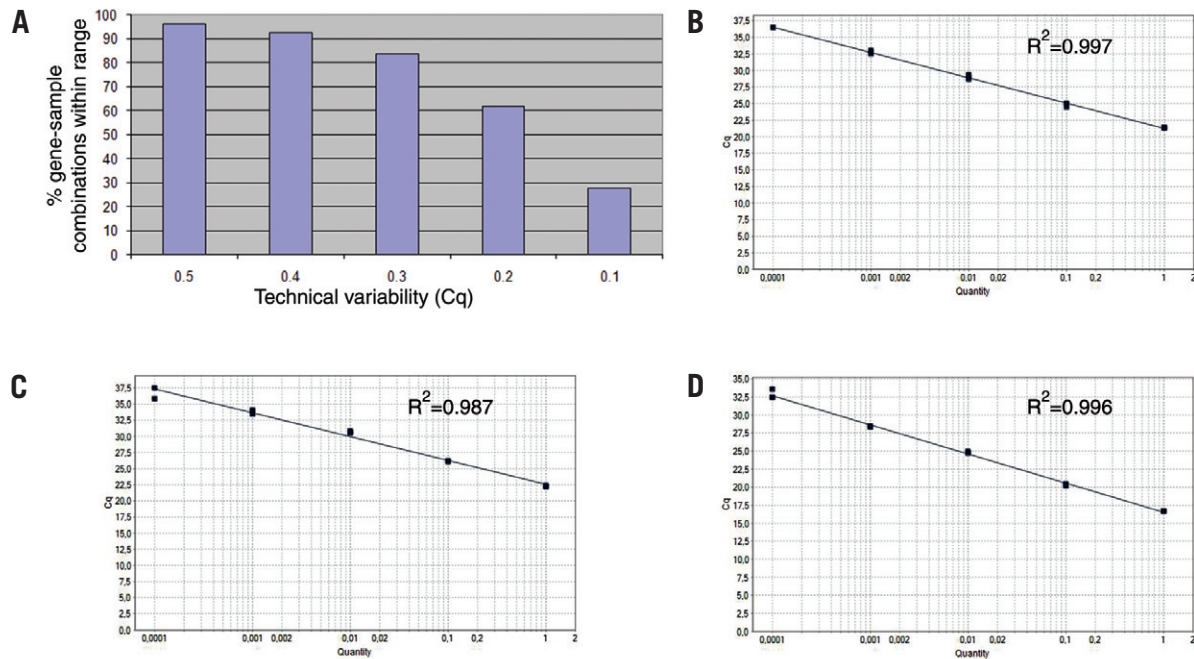 A
100
90
80
70
60
50
40
30
20
10
0
% gene-sample
combinations within range
0.5 0.4 0.3 0.2 0.1
Technical variability (Cq)
B
37,5
35,0
32,5
30,0
27,5
25,0
22,5
20,0
17,5
15,0
12,5
10,0
7,5
5,0
2,5
0,0
Cq
R²=0.997
0,0001 0,001 0,002 0,01 0,02 0,1 0,2 1 2
Quantity
C
37,5
35,0
32,5
30,0
27,5
25,0
22,5
20,0
17,5
15,0
12,5
10,0
7,5
5,0
2,5
0,0
Cq
R²=0.987
0,0001 0,001 0,002 0,01 0,02 0,1 0,2 1 2
Quantity
D
35,0
32,5
30,0
27,5
25,0
22,5
20,0
17,5
15,0
12,5
10,0
7,5
5,0
2,5
0,0
Cq
R²=0.996
0,0001 0,001 0,002 0,01 0,02 0,1 0,2 1 2
Quantity